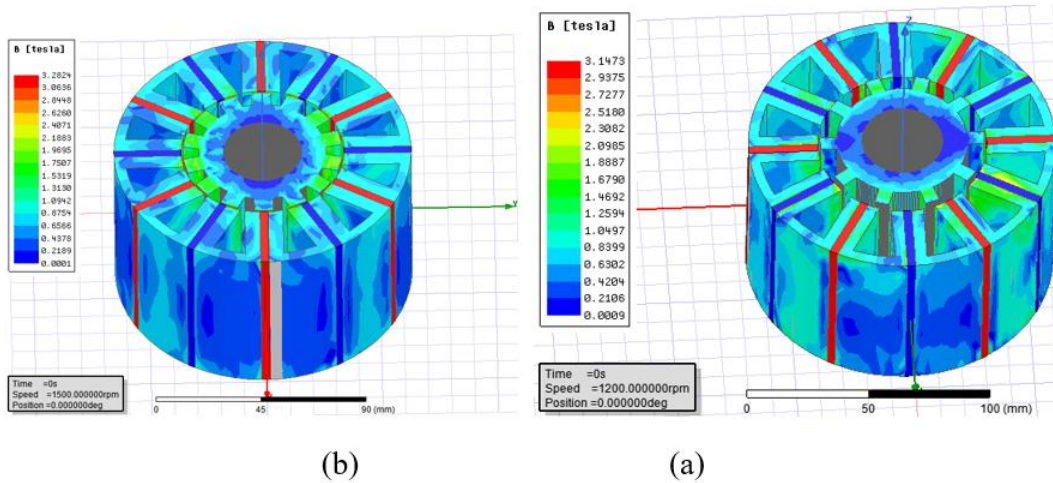 B [tesla]
3.2824
3.0636
2.8448
2.6260
2.4071
2.1883
1.9695
1.7507
1.5319
1.3130
1.0942
0.8754
0.6566
0.4378
0.2189
0.0001
Y
Time =0s
Speed =1500.000000rpm
Position =0.000000deg
0 45 90 (mm)
(b)
B [tesla]
3.1473
2.9375
2.7277
2.5180
2.3082
2.0985
1.8887
1.6790
1.4692
1.2594
1.0497
0.8399
0.6302
0.4204
0.2106
0.0009
Z
Time =0s
Speed =1200.000000rpm
Position =0.000000deg
0 50 100 (mm)
(a)